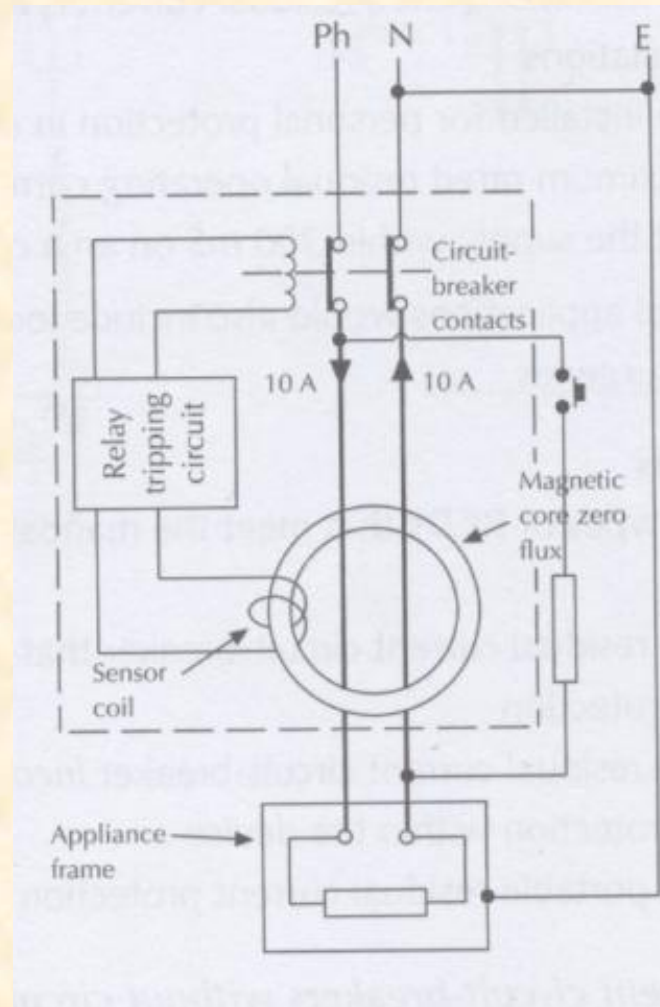 Ph N E
Circuit-
breaker
contacts
10 A 10 A
Relay
tripping
circuit
Magnetic
core zero
flux
Sensor
coil
Appliance
frame